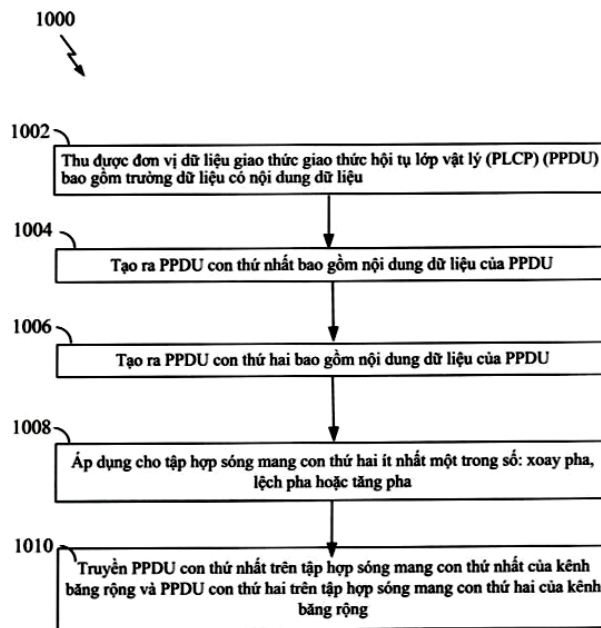 1000
1002
Thu được đơn vị dữ liệu giao thức giao thức hội tụ lớp vật lý (PLCP) (PPDU)
bao gồm trường dữ liệu có nội dung dữ liệu
1004
Tạo ra PPDU con thứ nhất bao gồm nội dung dữ liệu của PPDU
1006
Tạo ra PPDU con thứ hai bao gồm nội dung dữ liệu của PPDU
1008
Áp dụng cho tập hợp sóng mang con thứ hai ít nhất một trong số: xoay pha,
lệch pha hoặc tăng pha
1010
Truyền PPDU con thứ nhất trên tập hợp sóng mang con thứ nhất của kênh
băng rộng và PPDU con thứ hai trên tập hợp sóng mang con thứ hai của kênh
băng rộng